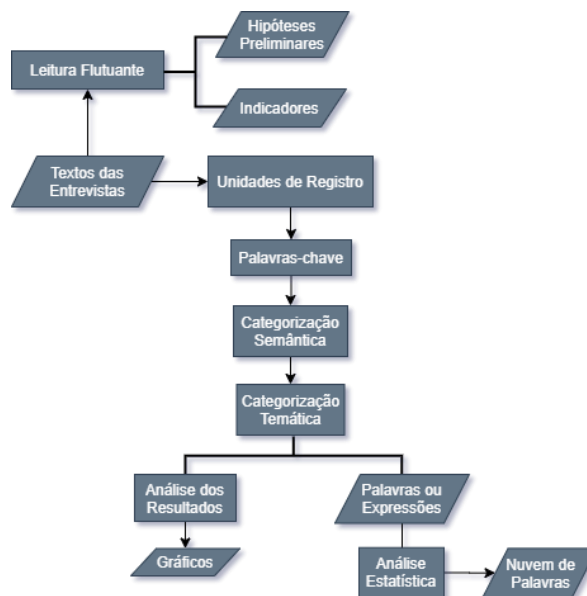 Hipóteses
Preliminares
Leitura Flutuante
Indicadores
Textos das
Entrevistas
Unidades de Registro
Palavras-chave
Categorização
Semântica
Categorização
Temática
Análise dos
Resultados
Palavras ou
Expressões
Gráficos
Análise
Estatística
Nuvem de
Palavras